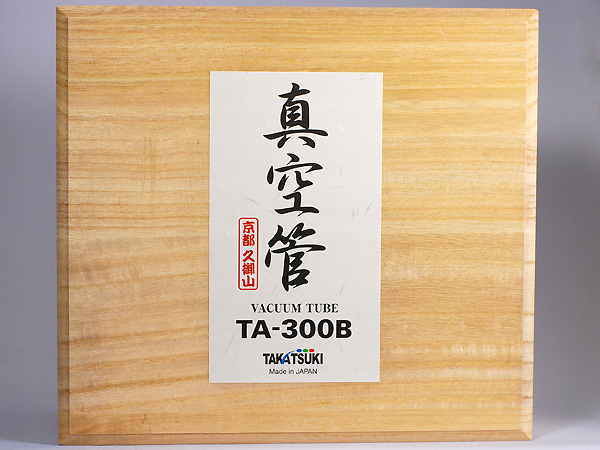 真空管
京都 久御山
VACUUM TUBE
TA-300B
TAKATSUKI
Made in JAPAN